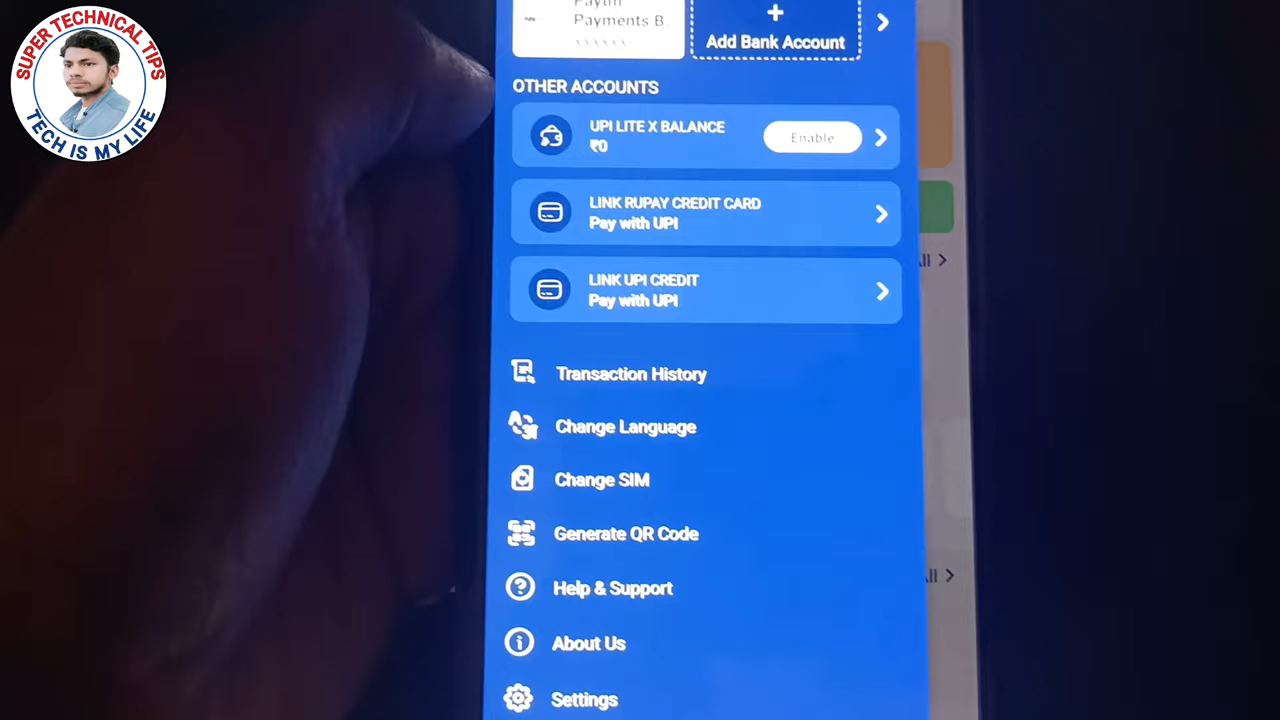 SUPER TECHNICAL TIPS
TECH IS MY LIFE
Paytm
Payments B
Add Bank Account
OTHER ACCOUNTS
UPI LITE X BALANCE
₹0
Enable
LINK RUPAY CREDIT CARD
Pay with UPI
LINK UPI CREDIT
Pay with UPI
Transaction History
Change Language
Change SIM
Generate QR Code
Help & Support
About Us
Settings